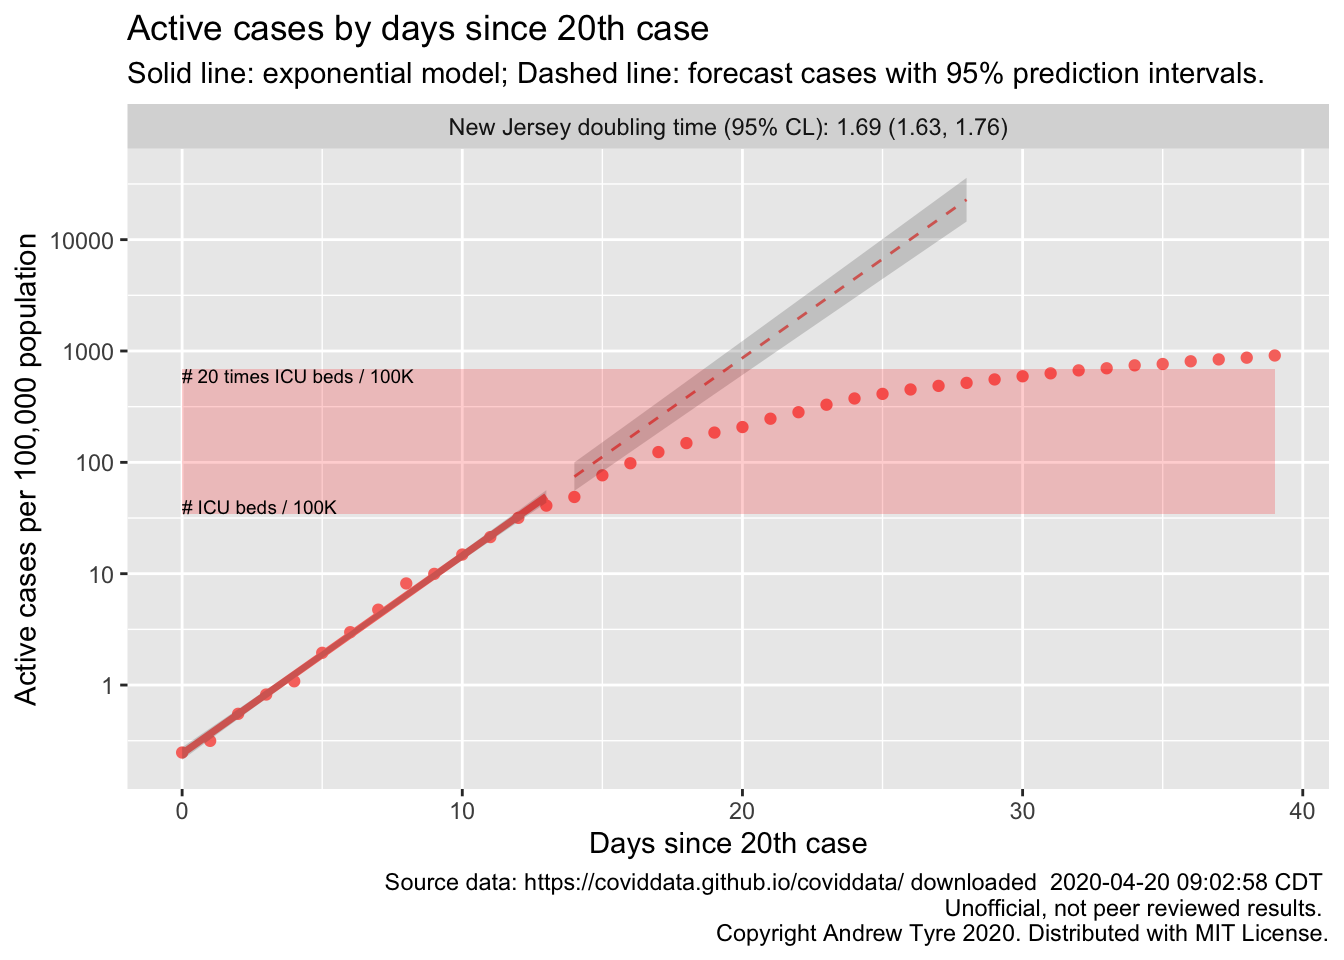 Active cases by days since 20th case
Solid line: exponential model; Dashed line: forecast cases with 95% prediction intervals.
New Jersey doubling time (95% CL): 1.69 (1.63, 1.76)
Active cases per 100,000 population
10000
1000
100
10
1
# 20 times ICU beds / 100K
# ICU beds / 100K
0
10
20
30
40
Days since 20th case
Source data: https://coviddata.github.io/coviddata/ downloaded  2020-04-20 09:02:58 CDT
Unofficial, not peer reviewed results.
Copyright Andrew Tyre 2020. Distributed with MIT License.